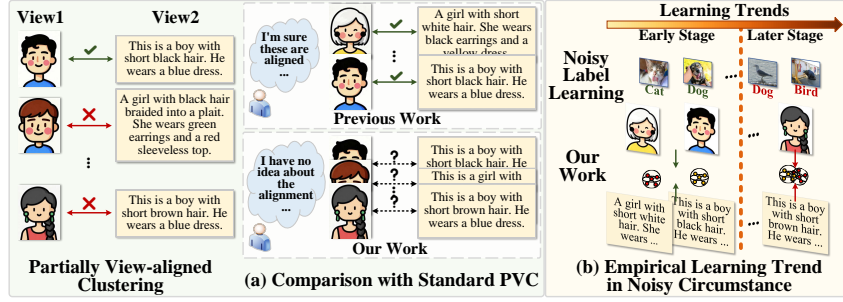 View1
View2
This is a boy with
short black hair. He
wears a blue dress.
A girl with black hair
braided into a plait.
She wears green
earrings and a red
sleeveless top.
This is a boy with
short brown hair. He
wears a blue dress.
Partially View-aligned
Clustering
I'm sure
these are
aligned
...
A girl with short
white hair. She wears
black earrings and a
yellow dress.
This is a boy with
short black hair. He
wears a blue dress.
Previous Work
I have no
idea about
the
alignment
...
?
?
?
This is a boy with
short black hair. He
This is a girl with
This is a boy with
short brown hair. He
wears a blue dress.
Our Work
(a) Comparison with Standard PVC
Learning Trends
Early Stage
Later Stage
Noisy
Label
Learning
Cat
Dog
...
Dog
Bird
Our
Work
...
A girl with
short white
hair. She
wears ...
This is a boy
with short
black hair.
He wears ...
...
This is a boy
with short
brown hair.
He wears ...
(b) Empirical Learning Trend
in Noisy Circumstance